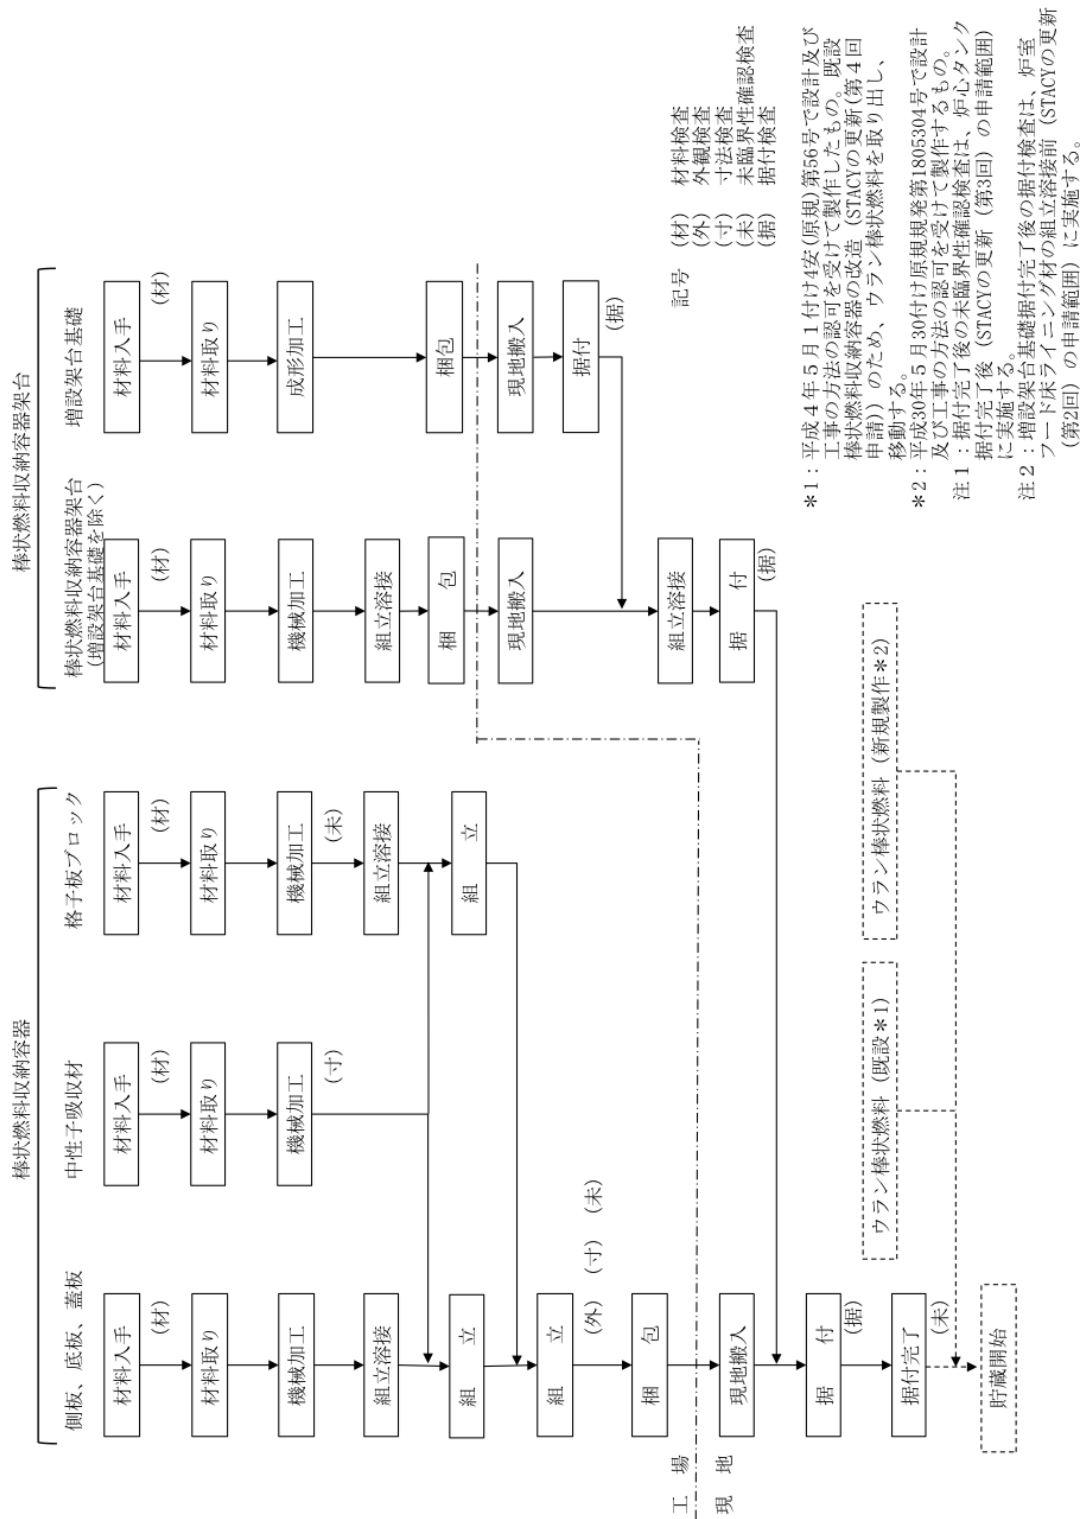 棒状燃料収納容器
側板、底板、蓋板
材料入手
(材)
材料取り
機械加工
組立溶接
組　立
組　立
(外)　(寸)　(未)
梱　包
現地搬入
据　付
(据)
据付完了
(未)
貯蔵開始
中性子吸収材
材料入手
(材)
材料取り
機械加工
(寸)
格子板ブロック
材料入手
(材)
材料取り
機械加工
(未)
組立溶接
組　立
棒状燃料収納容器架台
棒状燃料収納容器架台
(増設架台基礎を除く)
材料入手
(材)
材料取り
機械加工
組立溶接
梱　包
現地搬入
組立溶接
据　付
(据)
増設架台基礎
材料入手
(材)
材料取り
成形加工
梱包
現地搬入
据付
(据)
工　場
現　地
ウラン棒状燃料（既設＊1）
ウラン棒状燃料（新規製作＊2）
記号
(材)　材料検査
(外)　外観検査
(寸)　寸法検査
(未)　未臨界性確認検査
(据)　据付検査
＊1：平成４年５月１付け4安(原規)第56号で設計及び
工事の方法の認可を受けて製作したもの。既設
棒状燃料収納容器の改造（STACYの更新(第４回
申請)）のため、ウラン棒状燃料を取り出し、
移動する。
＊2：平成30年５月30付け原規規発第1805304号で設計
及び工事の方法の認可を受けて製作するもの。
注１：据付完了後の未臨界性確認検査は、炉心タンク
据付完了後（STACYの更新（第3回）の申請範囲）
に実施する。
注２：増設架台基礎据付完了後の据付検査は、炉室
フード床ライニング材の組立溶接前（STACYの更新
（第2回）の申請範囲）に実施する。